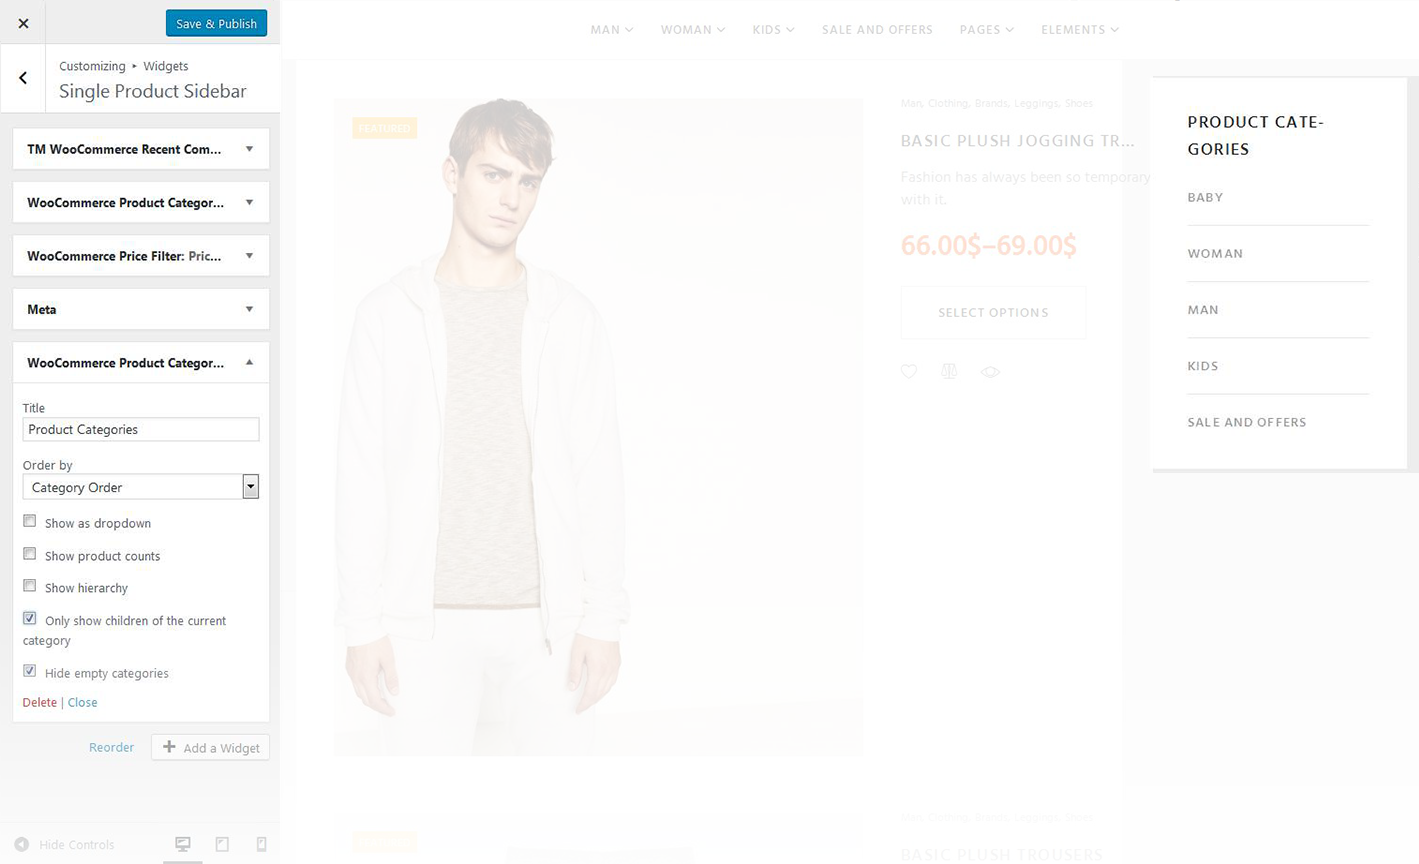 Save & Publish
Customizing ▸ Widgets
Single Product Sidebar
TM WooCommerce Recent Com...
WooCommerce Product Categor...
WooCommerce Price Filter: Pric...
Meta
WooCommerce Product Categor...
Title
Product Categories
Order by
Category Order
Show as dropdown
Show product counts
Show hierarchy
Only show children of the current
category
Hide empty categories
Delete | Close
Reorder
Add a Widget
Hide Controls
MAN
WOMAN
KIDS
SALE AND OFFERS
PAGES
ELEMENTS
FEATURED
Man, Clothing, Brands, Leggings, Shoes
BASIC PLUSH JOGGING TR...
Fashion has always been so temporary
with it.
66.00$–69.00$
SELECT OPTIONS
Man, Clothing, Brands, Leggings, Shoes
BASIC PLUSH TROUSERS
PRODUCT CATE-
GORIES
BABY
WOMAN
MAN
KIDS
SALE AND OFFERS